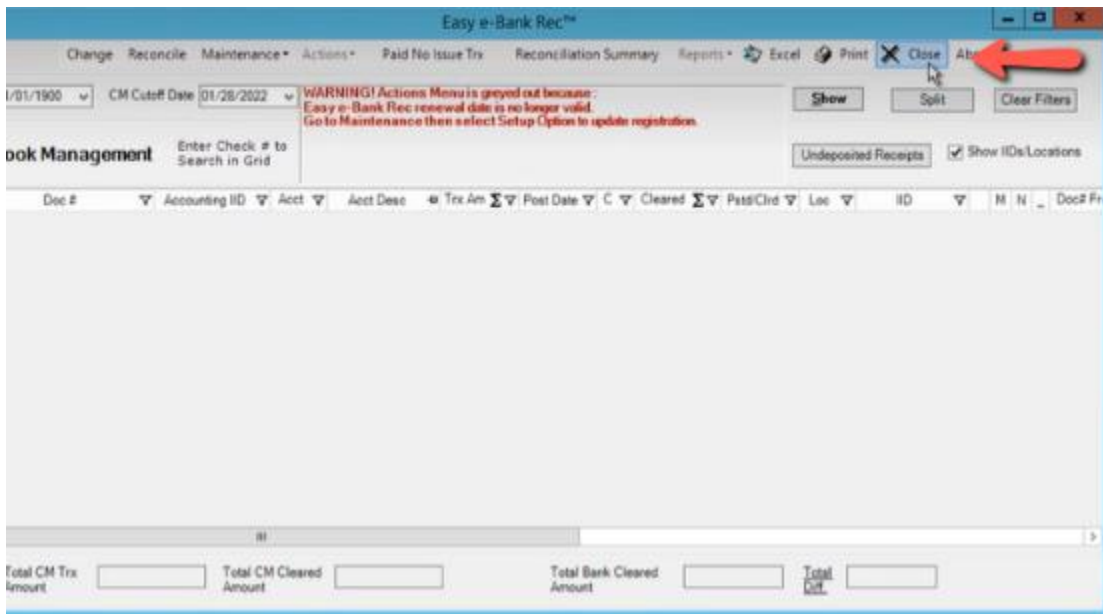 Easy e-Bank Rec™
Change Reconcile Maintenance Actions Paid No Issue Trx Reconciliation Summary Reports Excel Print Close Abo
/01/1900 CM Cutoff Date 01/28/2022
WARNING! Actions Menu is greyed out because :
Easy e-Bank Rec renewal date is no longer valid.
Go to Maintenance then select Setup Option to update registration.
Show Split Clear Filters
ook Management
Enter Check # to
Search in Grid
Undeposited Receipts Show IIDs/Locations
Doc # Accounting IID Acct Acct Desc Trx Am Σ Post Date C Cleared Σ Pstd/Clrd Loc IID M N _ Doc# Fr
Total CM Trx
Amount
Total CM Cleared
Amount
Total Bank Cleared
Amount
Total
Diff.